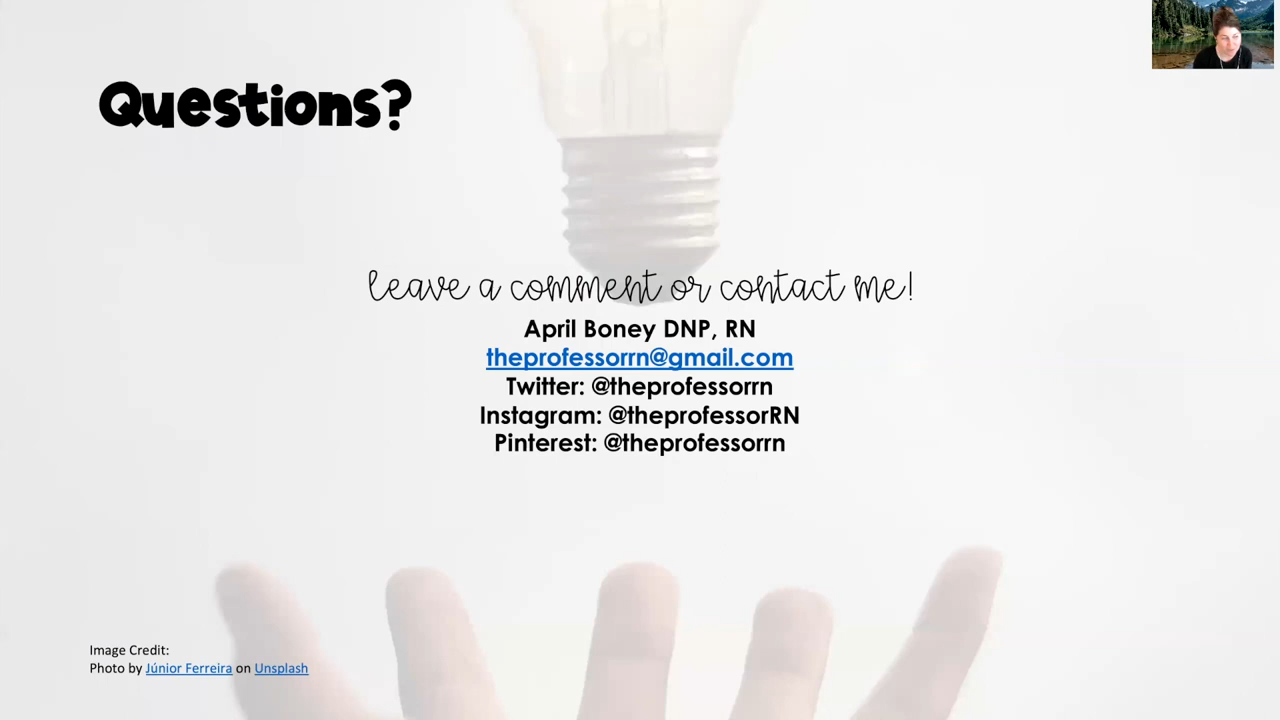 Questions?
leave a comment or contact me!
April Boney DNP, RN
theprofessorrn@gmail.com
Twitter: @theprofessorrn
Instagram: @theprofessorRN
Pinterest: @theprofessorrn
Image Credit:
Photo by Júnior Ferreira on Unsplash